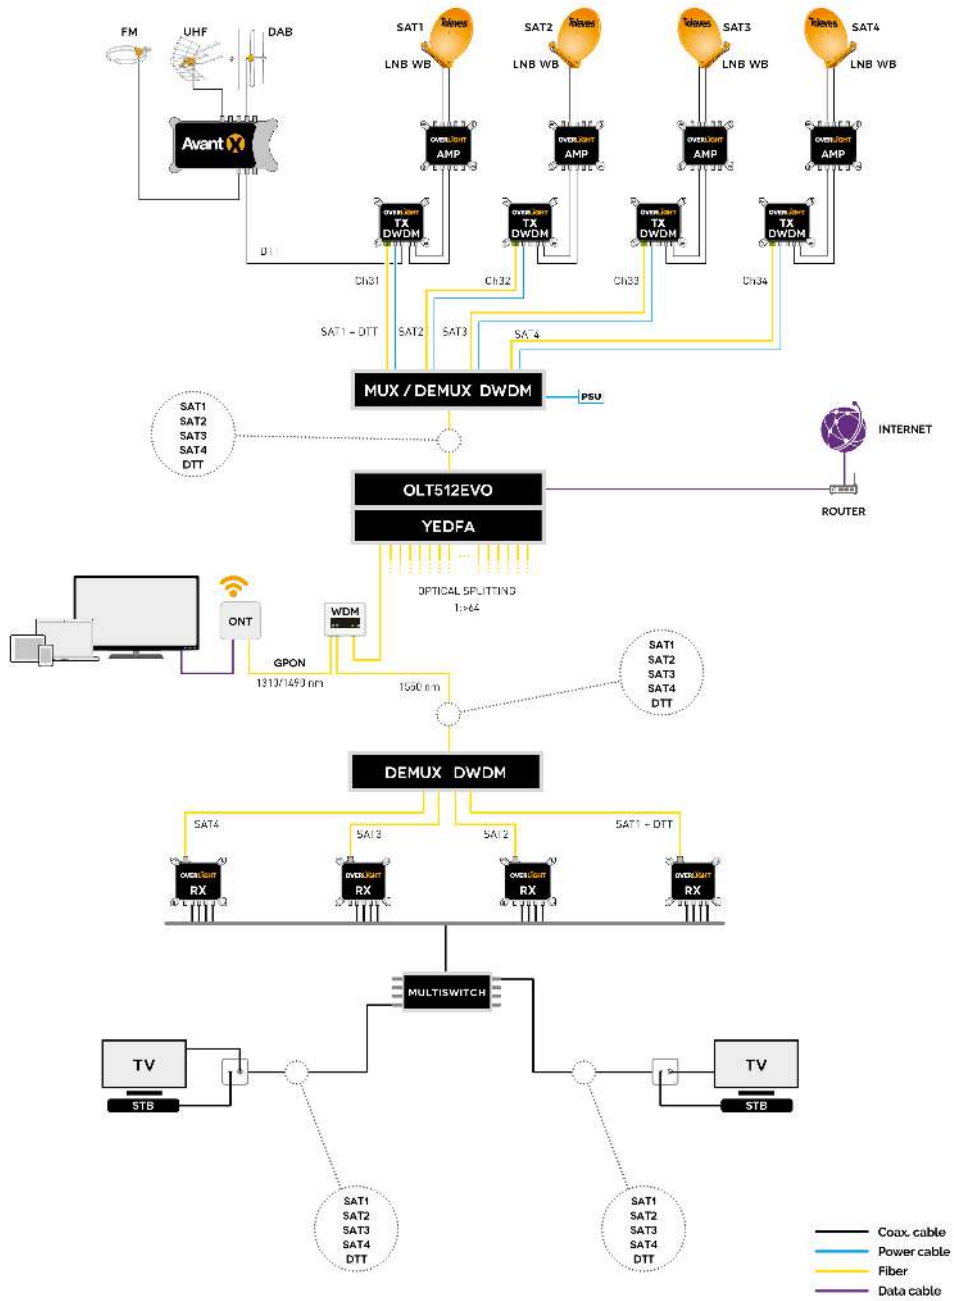 FM
UHF
DAB
SAT1
SAT2
SAT3
SAT4
Televes
Televes
Televes
Televes
LNB WB
LNB WB
LNB WB
LNB WB
Avant X
OVERLIGHT
AMP
OVERLIGHT
AMP
OVERLIGHT
AMP
OVERLIGHT
AMP
OVERLIGHT
TX
DWDM
OVERLIGHT
TX
DWDM
OVERLIGHT
TX
DWDM
OVERLIGHT
TX
DWDM
DTT
Ch31
Ch32
Ch33
Ch34
SAT1 + DTT
SAT2
SAT3
SAT4
MUX / DEMUX DWDM
PSU
SAT1
SAT2
SAT3
SAT4
DTT
INTERNET
OLT512EVO
ROUTER
YEDFA
OPTICAL SPLITTING
1:>64
ONT
WDM
GPON
1310/1490 nm
1550 nm
SAT1
SAT2
SAT3
SAT4
DTT
DEMUX DWDM
SAT4
SAT3
SAT2
SAT1 + DTT
OVERLIGHT
RX
OVERLIGHT
RX
OVERLIGHT
RX
OVERLIGHT
RX
MULTISWITCH
TV
STB
TV
STB
SAT1
SAT2
SAT3
SAT4
DTT
SAT1
SAT2
SAT3
SAT4
DTT
Coax. cable
Power cable
Fiber
Data cable